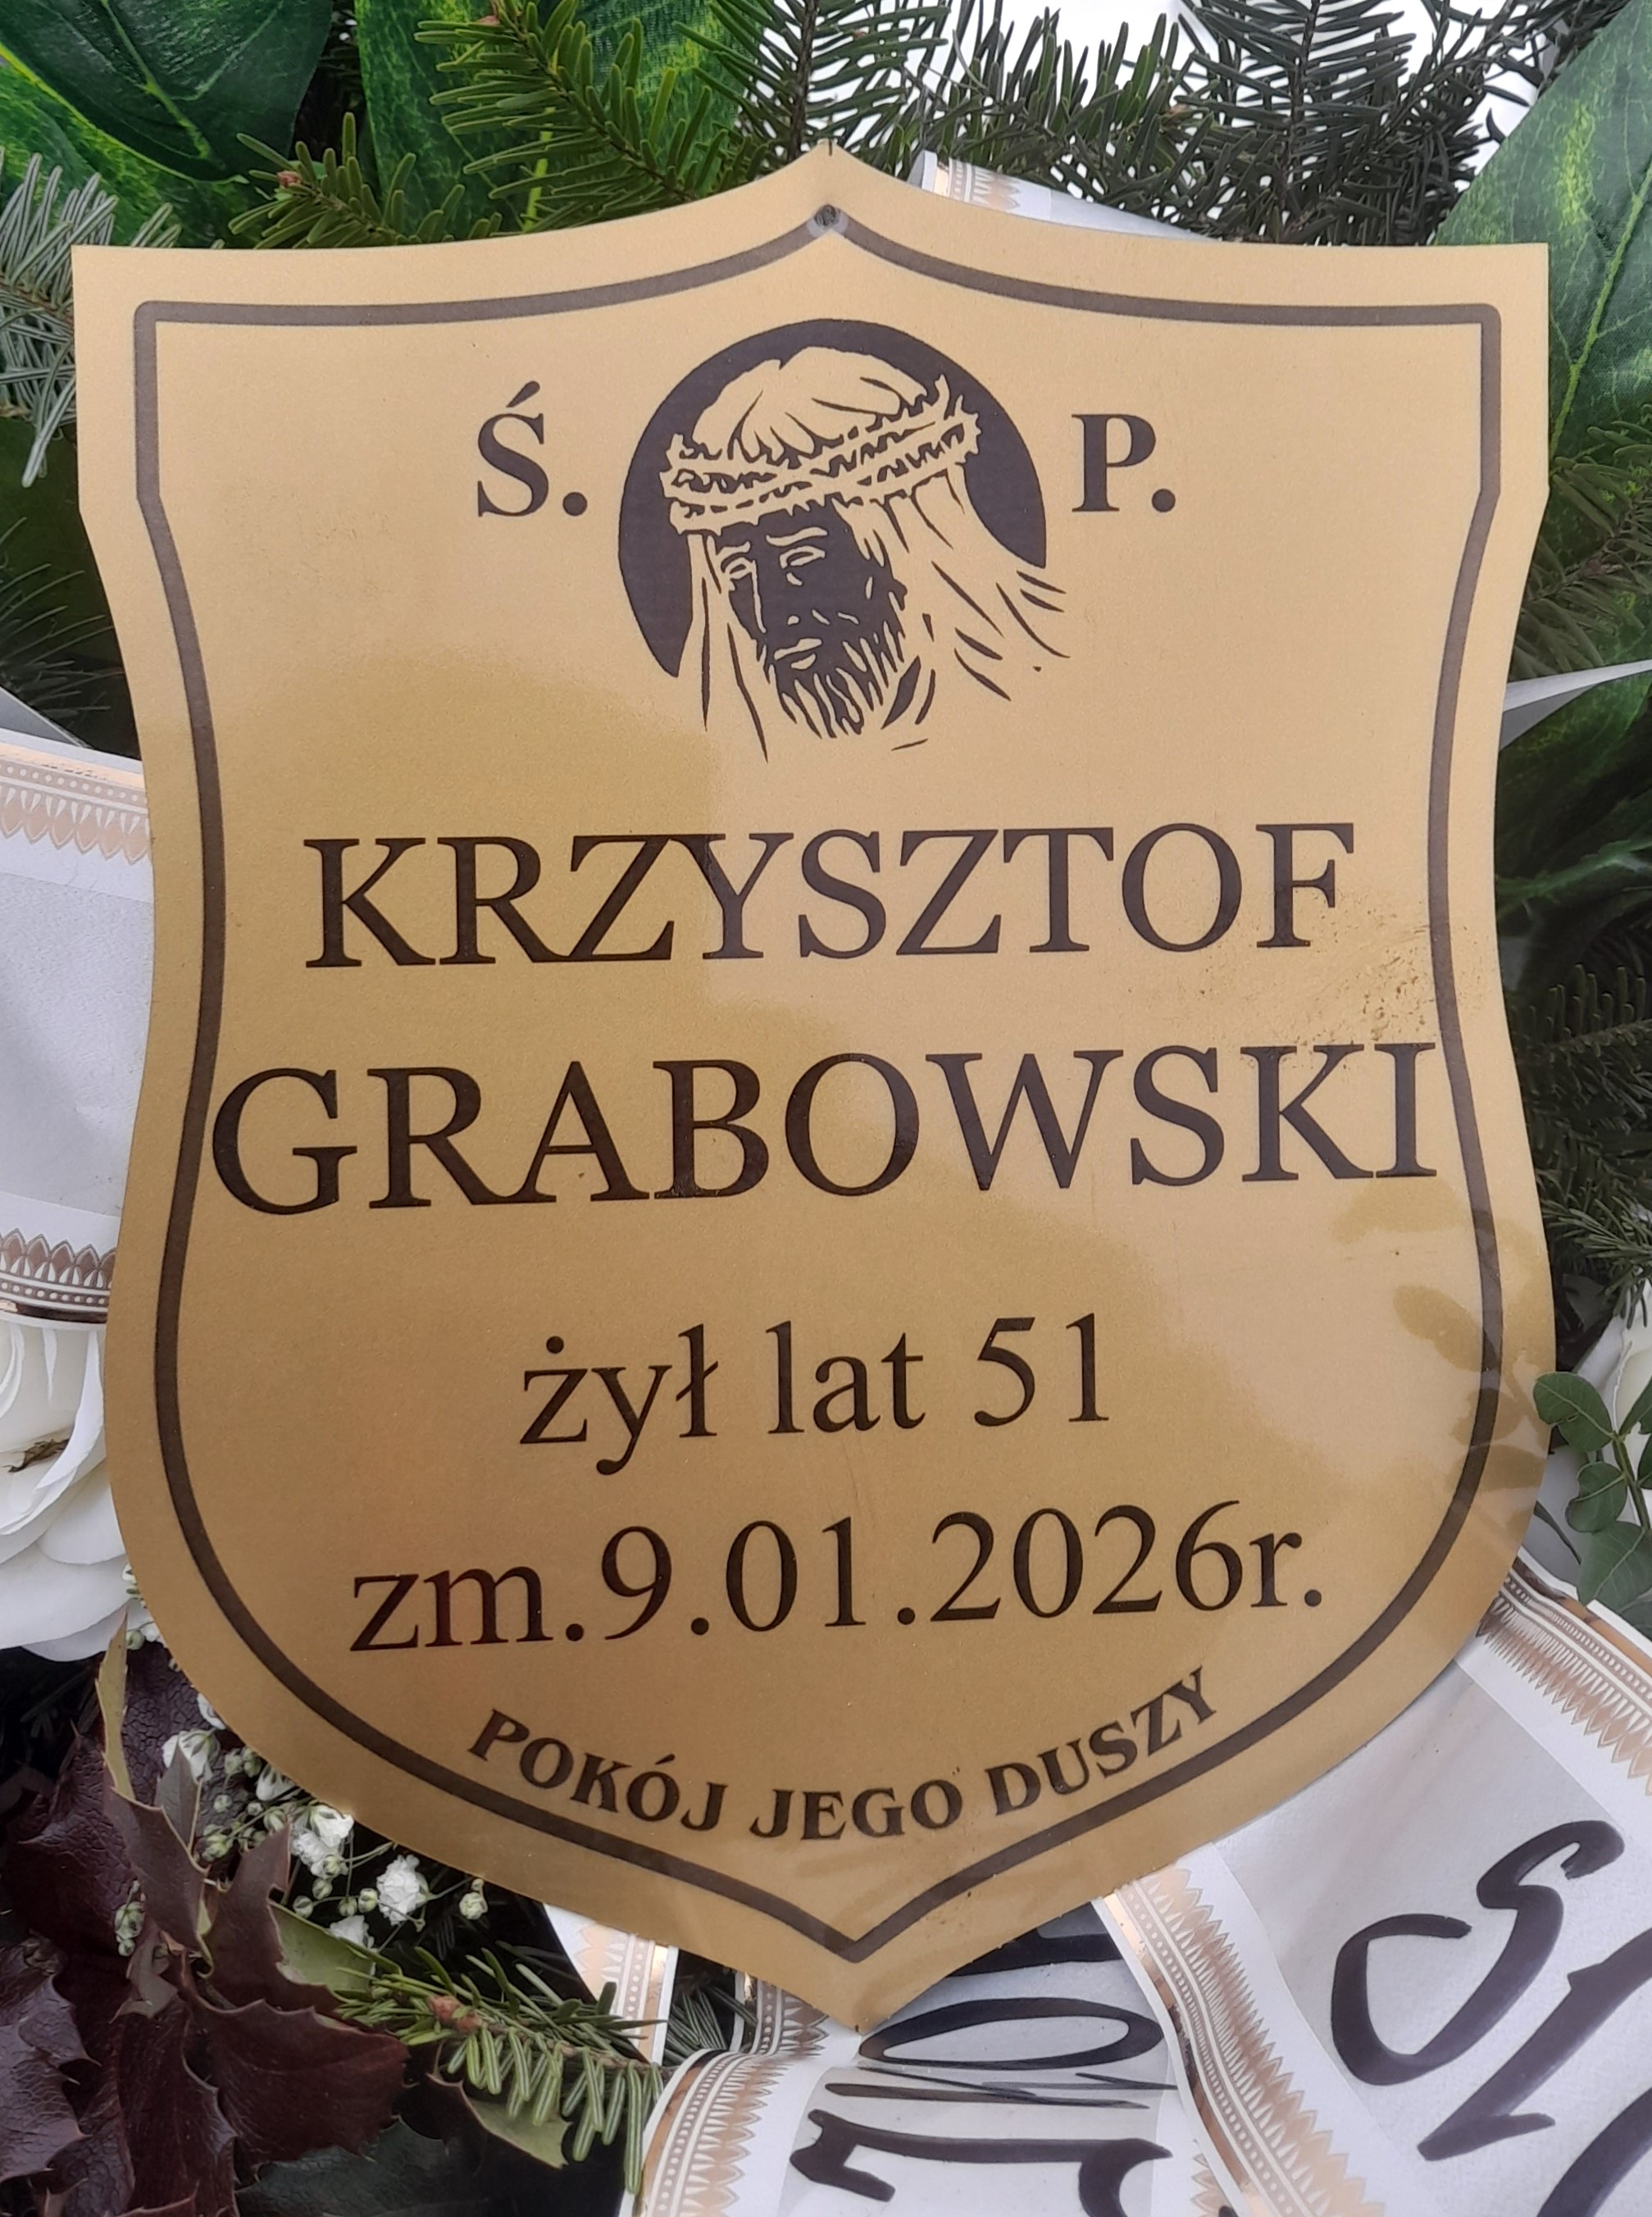 Ś. P.
KRZYSZTOF
GRABOWSKI
żył lat 51
zm.9.01.2026r.
POKÓJ JEGO DUSZY